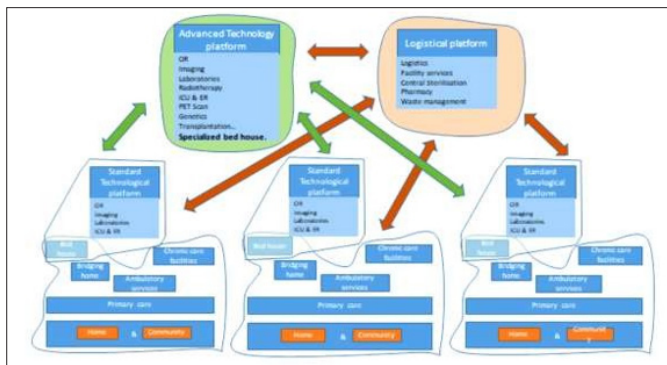 Advanced Technology
platform
OR
Imaging
Laboratories
Radiotherapy
ICU & ER
PET Scan
Genetics
Transplantation...
Specialized bed house.
Logistical platform
Logistics
Facility services
Central Sterilisation
Pharmacy
Waste management
Standard
Technological
platform
OR
Imaging
Laboratories
ICU & ER
Bed
house
Chronic care
facilities
Bridging
home
Ambulatory
services
Primary care
Home & Community
Standard
Technological
platform
OR
Imaging
Laboratories
ICU & ER
Bed house
Chronic care
facilities
Bridging
home
Ambulatory
services
Primary care
Home & Community
Standard
Technological
platform
OR
Imaging
Laboratories
ICU & ER
Bed
house
Chronic care
facilities
Bridging
home
Ambulatory
services
Primary care
Home & Communit
y